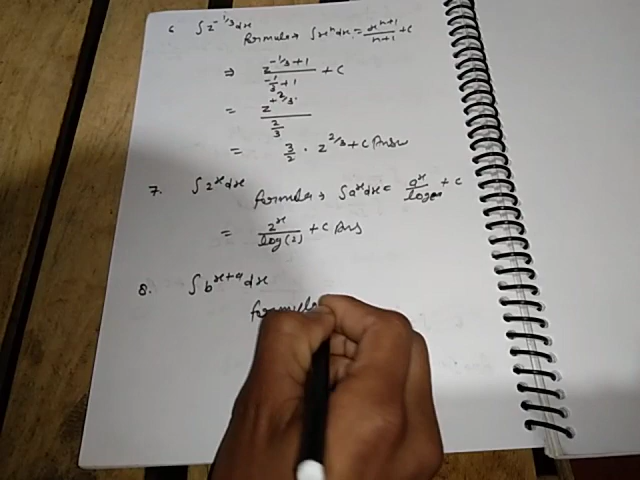 6 ∫z^-1/3 dx
formula → ∫x^n dx = x^n+1/n+1 + c
⇒ z^-1/3+1/-1/3+1 + C
= z^+2/3/2/3
= 3/2 . z^2/3 + C Ans
7. ∫2^x dx formula → ∫a^x dx = a^x/log a + c
= 2^x/log(2) + C Ans
8. ∫b^x+a dx
formula